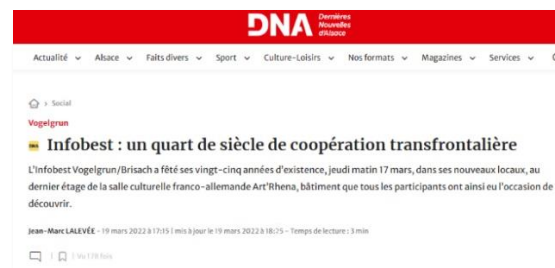 DNA Dernières
Nouvelles
d'Alsace
Actualité Alsace Faits divers Sport Culture-Loisirs Nos formats Magazines Services
> Social
Vogelgrun
Infobest : un quart de siècle de coopération transfrontalière
L'Infobest Vogelgrun/Brisach a fêté ses vingt-cinq années d'existence, jeudi matin 17 mars, dans ses nouveaux locaux, au
dernier étage de la salle culturelle franco-allemande Art'Rhena, bâtiment que tous les participants ont ainsi eu l'occasion de
découvrir.
Jean-Marc LALEVÉE - 19 mars 2022 à 17:15 | mis à jour le 19 mars 2022 à 18:25 - Temps de lecture : 3 min
| | Vu 178 fois